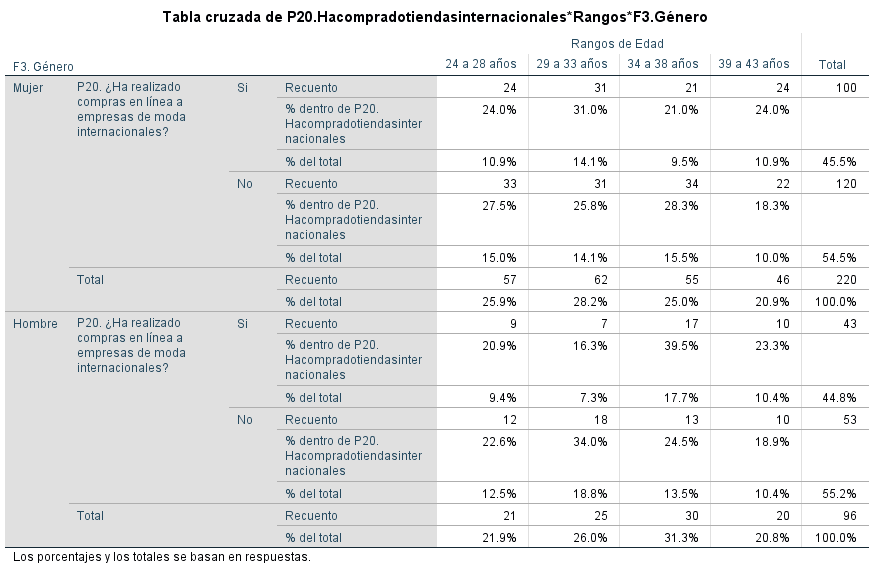 Tabla cruzada de P20.Hacompradotiendasinternacionales*Rangos*F3.Género
Rangos de Edad
F3. Género 24 a 28 años 29 a 33 años 34 a 38 años 39 a 43 años Total
Mujer P20. ¿Ha realizado Si Recuento 24 31 21 24 100
compras en línea a % dentro de P20. 24.0% 31.0% 21.0% 24.0%
empresas de moda Hacompradotiendasinter
internacionales? nacionales
% del total 10.9% 14.1% 9.5% 10.9% 45.5%
No Recuento 33 31 34 22 120
% dentro de P20. 27.5% 25.8% 28.3% 18.3%
Hacompradotiendasinter
nacionales
% del total 15.0% 14.1% 15.5% 10.0% 54.5%
Total Recuento 57 62 55 46 220
% del total 25.9% 28.2% 25.0% 20.9% 100.0%
Hombre P20. ¿Ha realizado Si Recuento 9 7 17 10 43
compras en línea a % dentro de P20. 20.9% 16.3% 39.5% 23.3%
empresas de moda Hacompradotiendasinter
internacionales? nacionales
% del total 9.4% 7.3% 17.7% 10.4% 44.8%
No Recuento 12 18 13 10 53
% dentro de P20. 22.6% 34.0% 24.5% 18.9%
Hacompradotiendasinter
nacionales
% del total 12.5% 18.8% 13.5% 10.4% 55.2%
Total Recuento 21 25 30 20 96
% del total 21.9% 26.0% 31.3% 20.8% 100.0%
Los porcentajes y los totales se basan en respuestas.